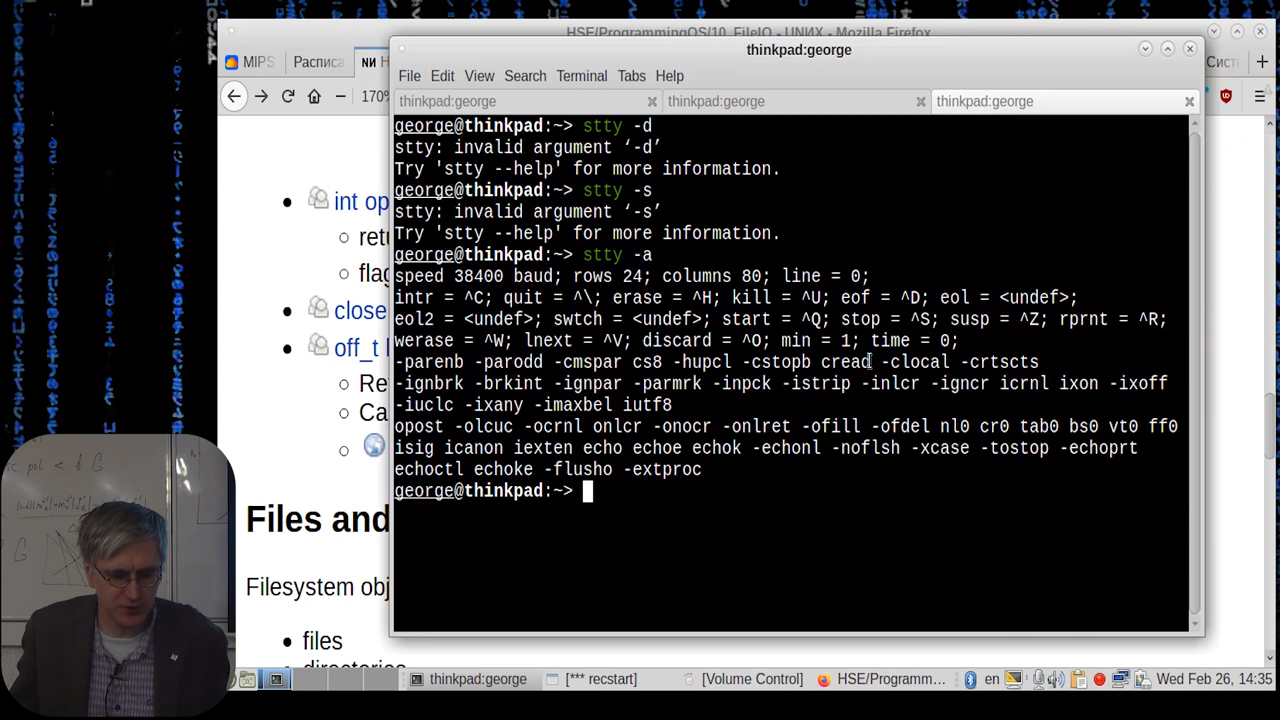 HSE/ProgrammingOS/10_FileIO - UNИX - Mozilla Firefox
thinkpad:george
MIPS
Расписа
170%
File Edit View Search Terminal Tabs Help
thinkpad:george
thinkpad:george
thinkpad:george
george@thinkpad:~> stty -d
stty: invalid argument ‘-d’
Try 'stty --help' for more information.
george@thinkpad:~> stty -s
stty: invalid argument ‘-s’
Try 'stty --help' for more information.
george@thinkpad:~> stty -a
speed 38400 baud; rows 24; columns 80; line = 0;
intr = ^C; quit = ^\; erase = ^H; kill = ^U; eof = ^D; eol = <undef>;
eol2 = <undef>; swtch = <undef>; start = ^Q; stop = ^S; susp = ^Z; rprnt = ^R;
werase = ^W; lnext = ^V; discard = ^O; min = 1; time = 0;
-parenb -parodd -cmspar cs8 -hupcl -cstopb cread -clocal -crtscts
-ignbrk -brkint -ignpar -parmrk -inpck -istrip -inlcr -igncr icrnl ixon -ixoff
-iuclc -ixany -imaxbel iutf8
opost -olcuc -ocrnl onlcr -onocr -onlret -ofill -ofdel nl0 cr0 tab0 bs0 vt0 ff0
isig icanon iexten echo echoe echok -echonl -noflsh -xcase -tostop -echoprt
echoctl echoke -flusho -extproc
george@thinkpad:~>
int op
retu
flag
close
off_t l
Re
Ca
Files and
Filesystem obj
files
directories
thinkpad:george
[*** recstart]
[Volume Control]
HSE/Programm...
en
Wed Feb 26, 14:35